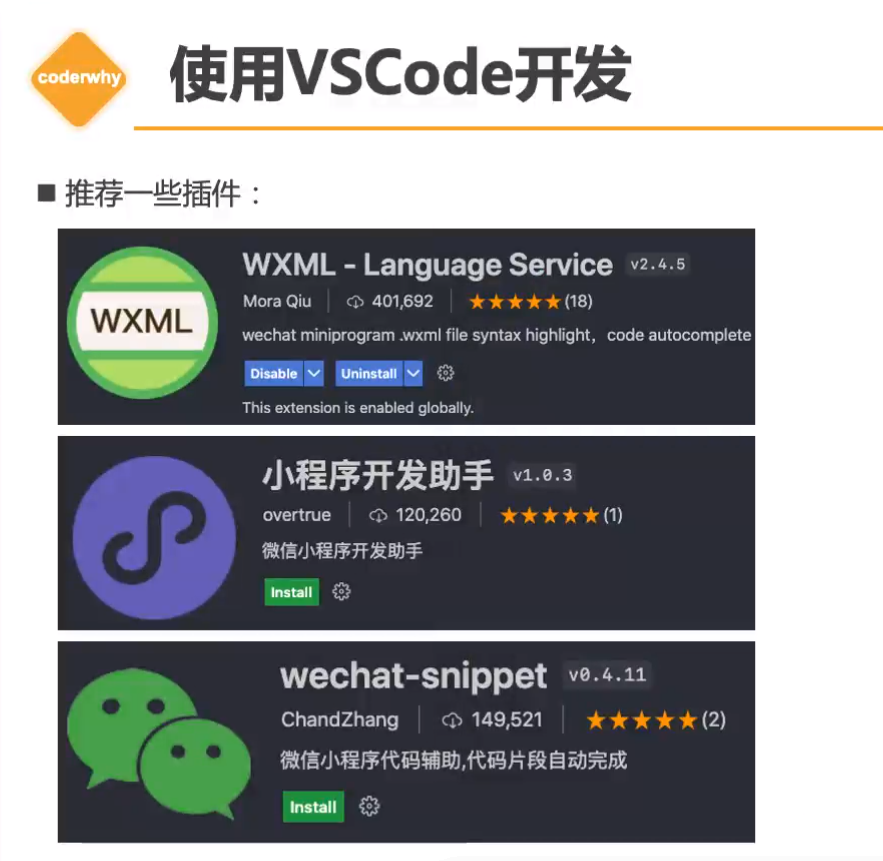 coderwhy
使用VSCode开发
推荐一些插件：
WXML
WXML - Language Service v2.4.5
Mora Qiu 401,692 ★★★★★(18)
wechat miniprogram .wxml file syntax highlight，code autocomplete
Disable Uninstall
This extension is enabled globally.
小程序开发助手 v1.0.3
overtrue 120,260 ★★★★★(1)
微信小程序开发助手
Install
wechat-snippet v0.4.11
ChandZhang 149,521 ★★★★★(2)
微信小程序代码辅助,代码片段自动完成
Install